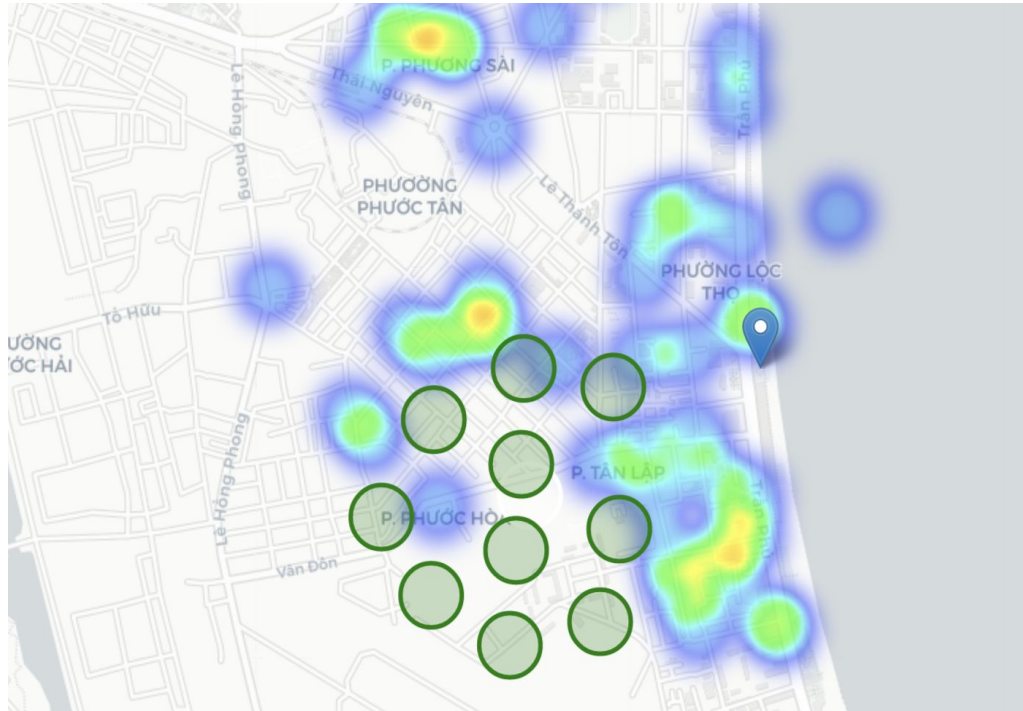 P. PHƯƠNG SÀI
Thái Nguyên
Trần Phú
Lê Hồng Phong
PHƯỜNG
PHƯỚC TÂN
Lê Thánh Tôn
PHƯỜNG LỘC
THỌ
Tố Hữu
ƯỜNG
ỚC HẢI
Lê Hồng Phong
P. TÂN LẬP
Trần Phú
P. PHƯỚC HÒA
Vân Đồn